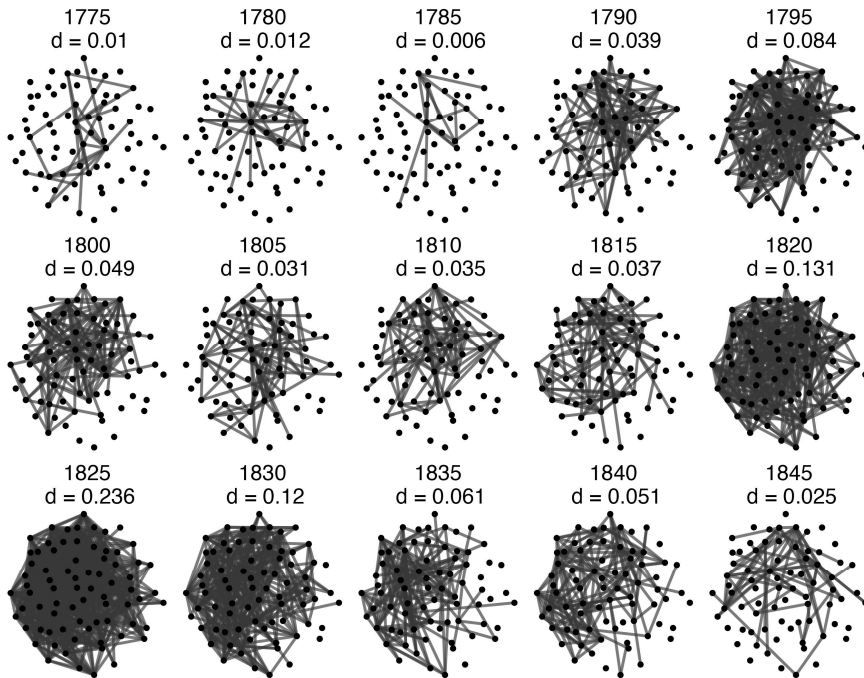 1775
d = 0.01
1780
d = 0.012
1785
d = 0.006
1790
d = 0.039
1795
d = 0.084
1800
d = 0.049
1805
d = 0.031
1810
d = 0.035
1815
d = 0.037
1820
d = 0.131
1825
d = 0.236
1830
d = 0.12
1835
d = 0.061
1840
d = 0.051
1845
d = 0.025